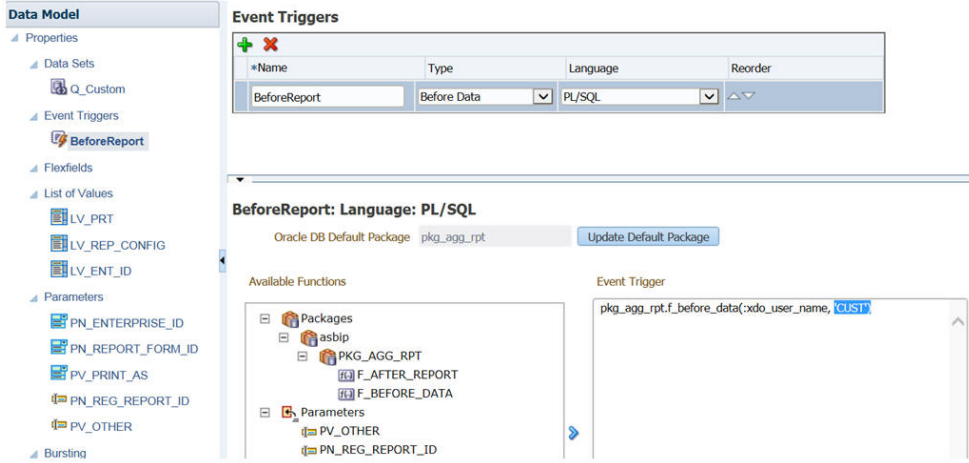 Data Model
Properties
Data Sets
Q_Custom
Event Triggers
BeforeReport
Flexfields
List of Values
LV_PRT
LV_REP_CONFIG
LV_ENT_ID
Parameters
PN_ENTERPRISE_ID
PN_REPORT_FORM_ID
PV_PRINT_AS
PN_REG_REPORT_ID
PV_OTHER
Bursting
Event Triggers
*Name Type Language Reorder
BeforeReport Before Data PL/SQL
BeforeReport: Language: PL/SQL
Oracle DB Default Package pkg_agg_rpt Update Default Package
Available Functions
Packages
asbip
PKG_AGG_RPT
F_AFTER_REPORT
F_BEFORE_DATA
Parameters
PV_OTHER
PN_REG_REPORT_ID
Event Trigger
pkg_agg_rpt.f_before_data(:xdo_user_name, 'CUST')